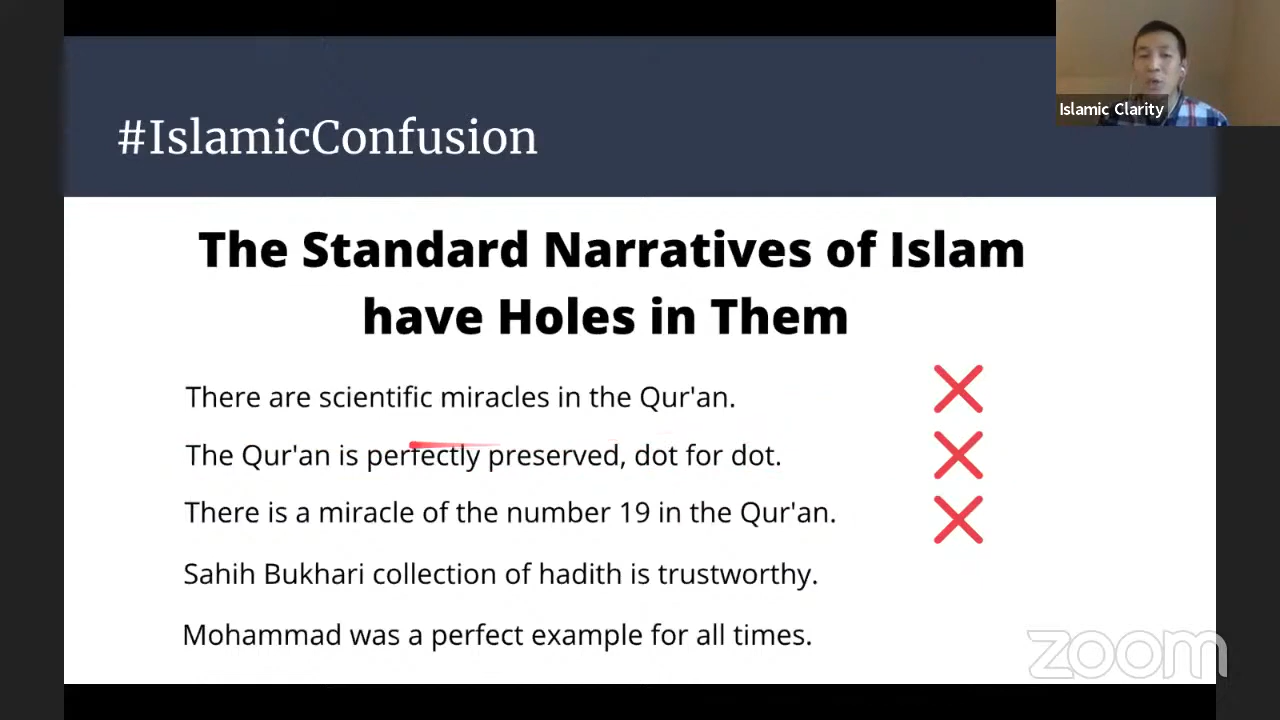 Islamic Clarity
#IslamicConfusion
The Standard Narratives of Islam
have Holes in Them
There are scientific miracles in the Qur'an.
The Qur'an is perfectly preserved, dot for dot.
There is a miracle of the number 19 in the Qur'an.
Sahih Bukhari collection of hadith is trustworthy.
Mohammad was a perfect example for all times.
zoom